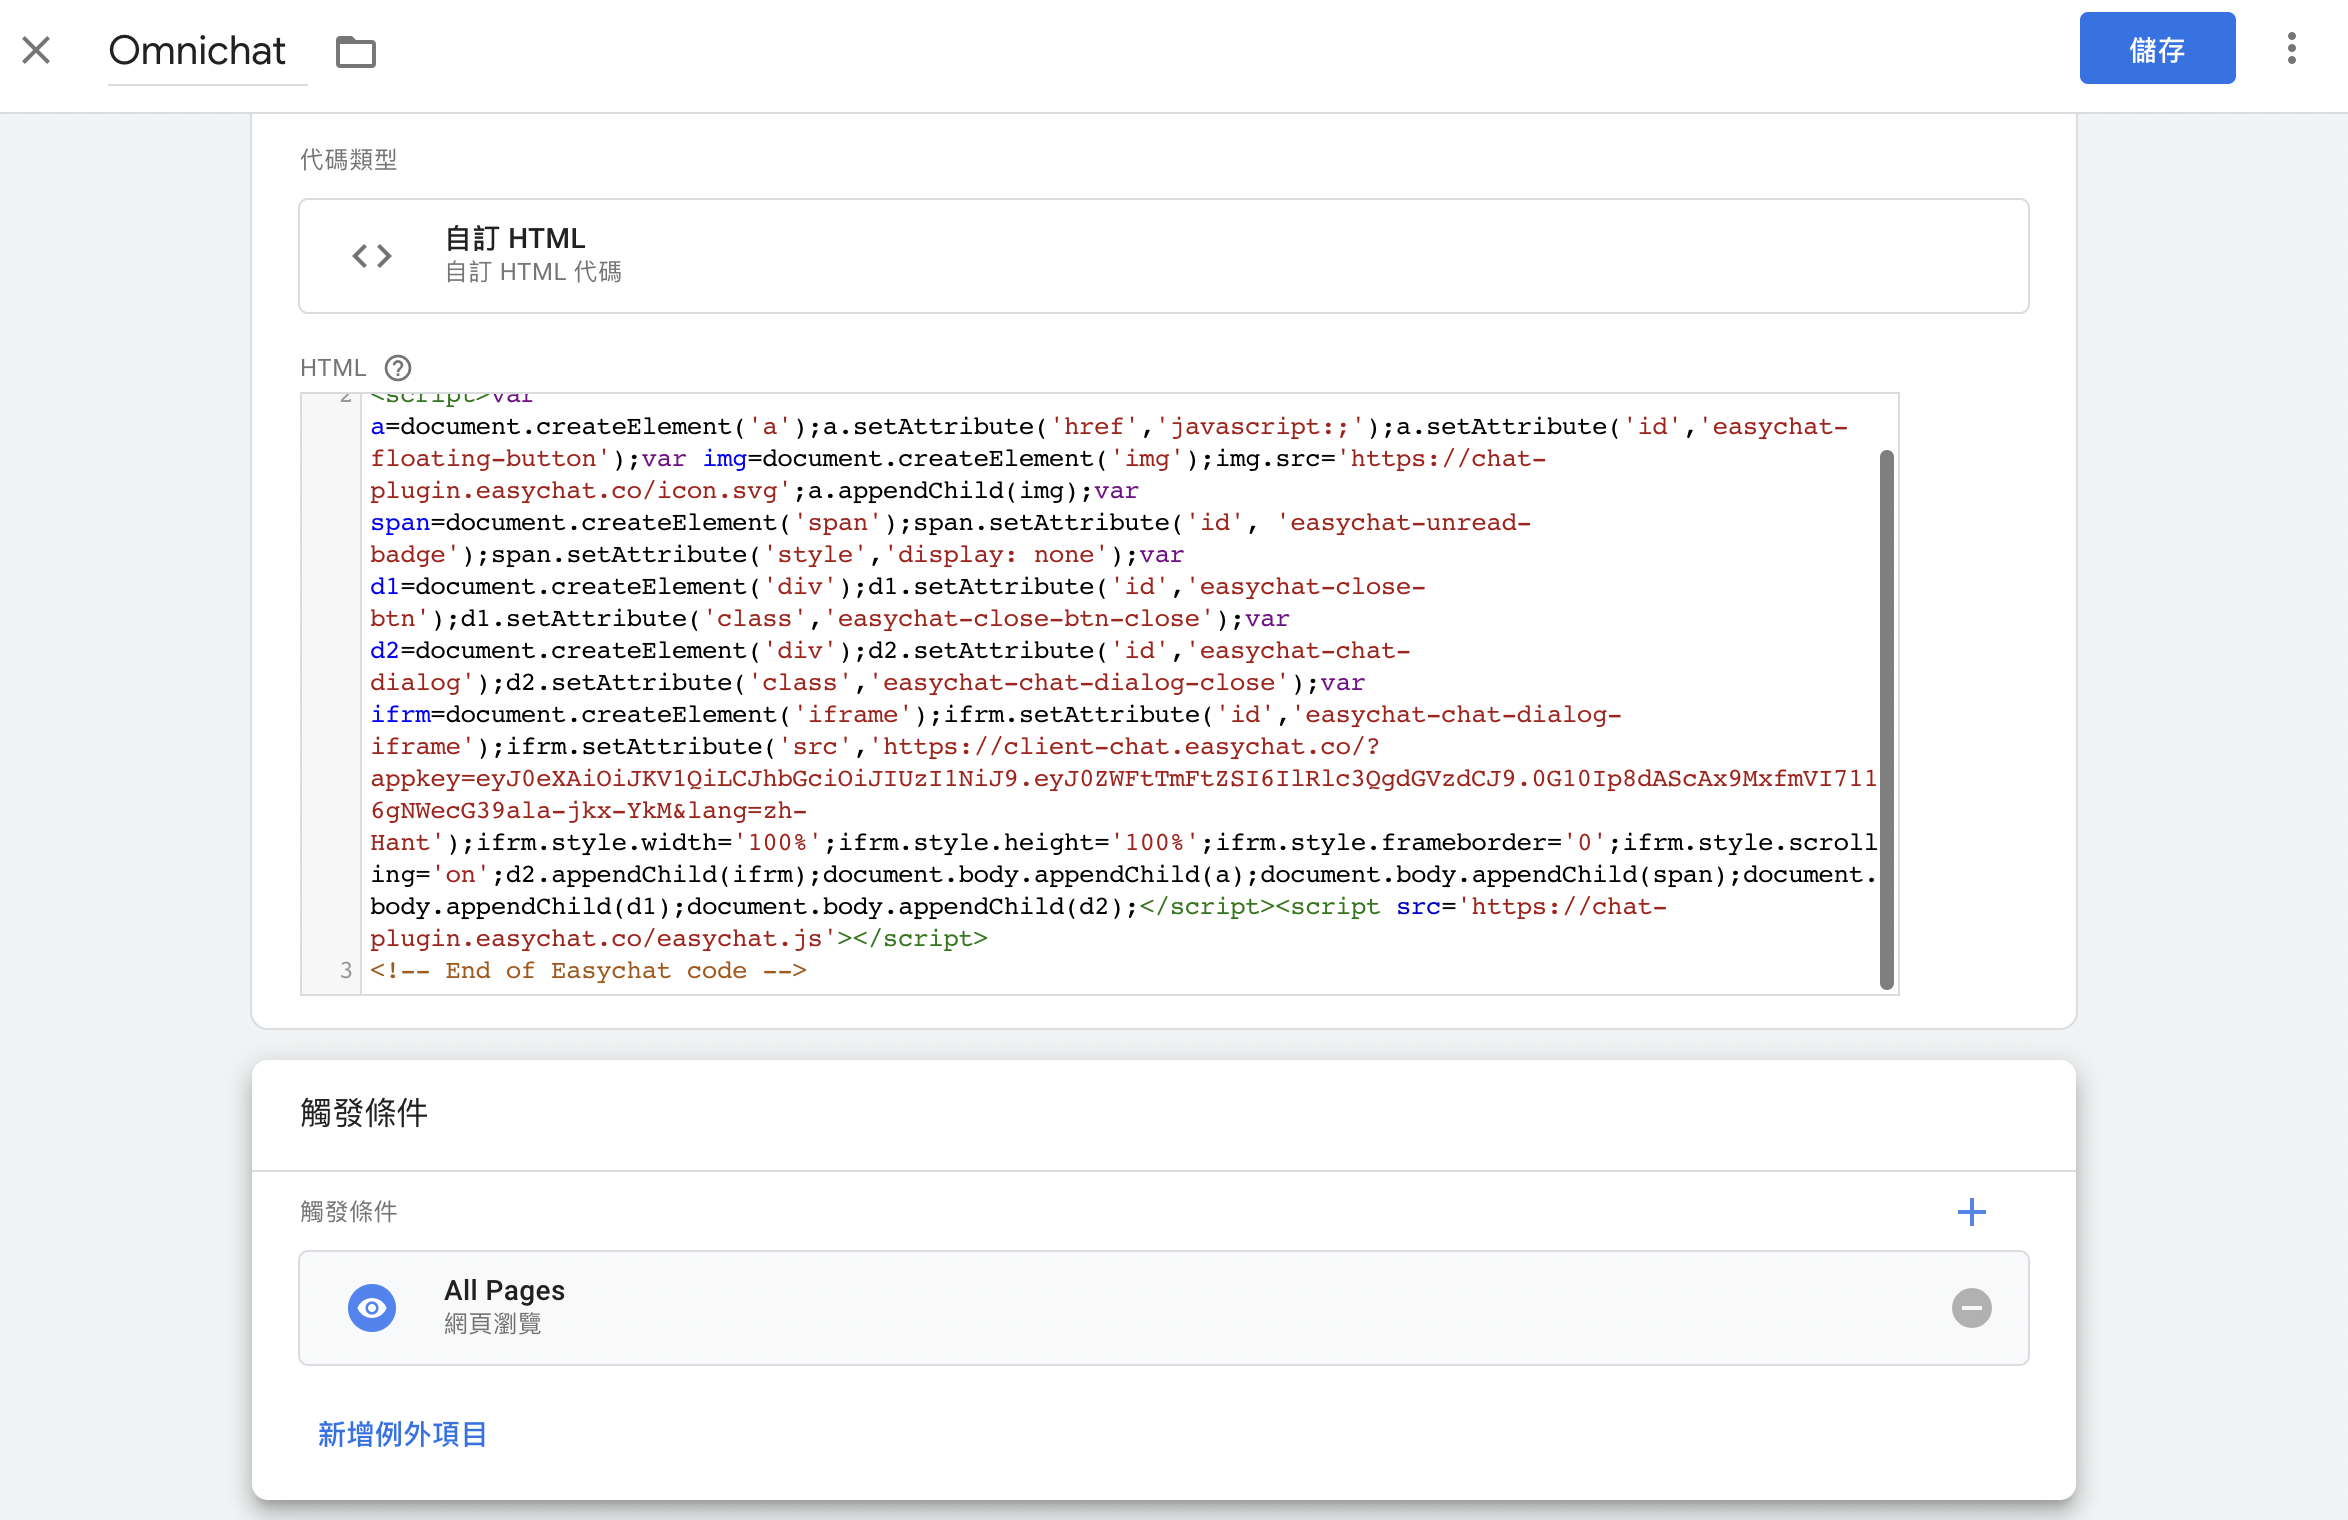 Omnichat
儲存
代碼類型
自訂 HTML
自訂 HTML 代碼
HTML
2 <script>var
a=document.createElement('a');a.setAttribute('href','javascript:;');a.setAttribute('id','easychat-
floating-button');var img=document.createElement('img');img.src='https://chat-
plugin.easychat.co/icon.svg';a.appendChild(img);var
span=document.createElement('span');span.setAttribute('id', 'easychat-unread-
badge');span.setAttribute('style','display: none');var
d1=document.createElement('div');d1.setAttribute('id','easychat-close-
btn');d1.setAttribute('class','easychat-close-btn-close');var
d2=document.createElement('div');d2.setAttribute('id','easychat-chat-
dialog');d2.setAttribute('class','easychat-chat-dialog-close');var
ifrm=document.createElement('iframe');ifrm.setAttribute('id','easychat-chat-dialog-
iframe');ifrm.setAttribute('src','https://client-chat.easychat.co/?
appkey=eyJ0eXAiOiJKV1QiLCJhbGciOiJIUzI1NiJ9.eyJ0ZWFtTmFtZSI6IlRlc3QgdGVzdCJ9.0G10Ip8dAScAx9MxfmVI711
6gNWecG39ala-jkx-YkM&lang=zh-
Hant');ifrm.style.width='100%';ifrm.style.height='100%';ifrm.style.frameborder='0';ifrm.style.scroll
ing='on';d2.appendChild(ifrm);document.body.appendChild(a);document.body.appendChild(span);document.
body.appendChild(d1);document.body.appendChild(d2);</script><script src='https://chat-
plugin.easychat.co/easychat.js'></script>
3 <!-- End of Easychat code -->
觸發條件
觸發條件
All Pages
網頁瀏覽
新增例外項目